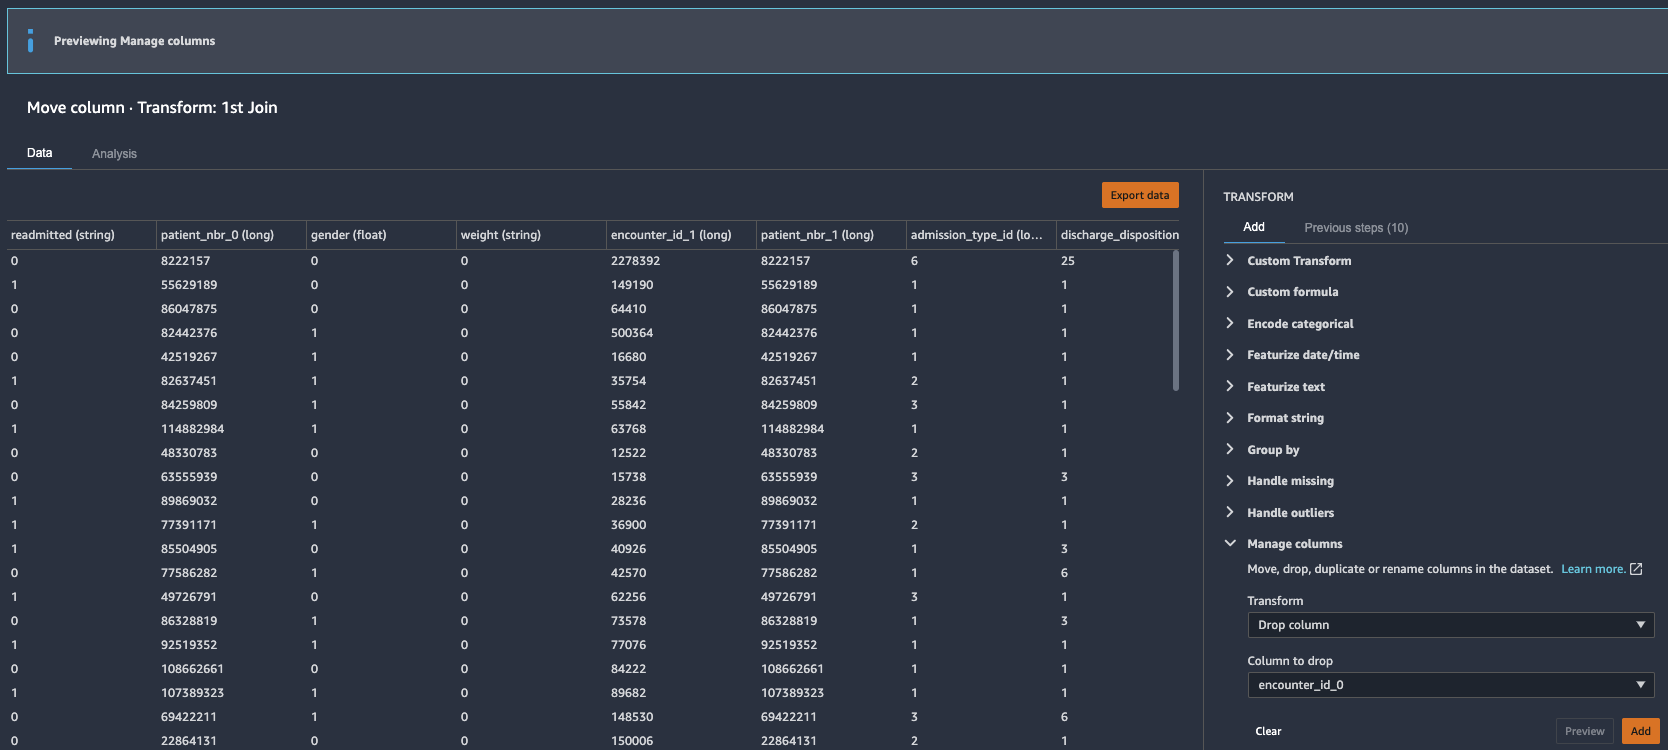 Previewing Manage columns
Move column · Transform: 1st Join
Data Analysis
Export data
readmitted (string) patient_nbr_0 (long) gender (float) weight (string) encounter_id_1 (long) patient_nbr_1 (long) admission_type_id (lo... discharge_disposition
0 8222157 0 0 2278392 8222157 6 25
1 55629189 0 0 149190 55629189 1 1
0 86047875 0 0 64410 86047875 1 1
0 82442376 1 0 500364 82442376 1 1
0 42519267 1 0 16680 42519267 1 1
1 82637451 1 0 35754 82637451 2 1
0 84259809 1 0 55842 84259809 3 1
1 114882984 1 0 63768 114882984 1 1
0 48330783 0 0 12522 48330783 2 1
0 63555939 0 0 15738 63555939 3 3
1 89869032 0 0 28236 89869032 1 1
1 77391171 1 0 36900 77391171 2 1
1 85504905 0 0 40926 85504905 1 3
0 77586282 1 0 42570 77586282 1 6
1 49726791 0 0 62256 49726791 3 1
0 86328819 1 0 73578 86328819 1 3
1 92519352 1 0 77076 92519352 1 1
0 108662661 0 0 84222 108662661 1 1
1 107389323 1 0 89682 107389323 1 1
0 69422211 1 0 148530 69422211 3 6
0 22864131 0 0 150006 22864131 2 1
TRANSFORM
Add Previous steps (10)
Custom Transform
Custom formula
Encode categorical
Featurize date/time
Featurize text
Format string
Group by
Handle missing
Handle outliers
Manage columns
Move, drop, duplicate or rename columns in the dataset. Learn more.
Transform
Drop column
Column to drop
encounter_id_0
Clear Preview Add